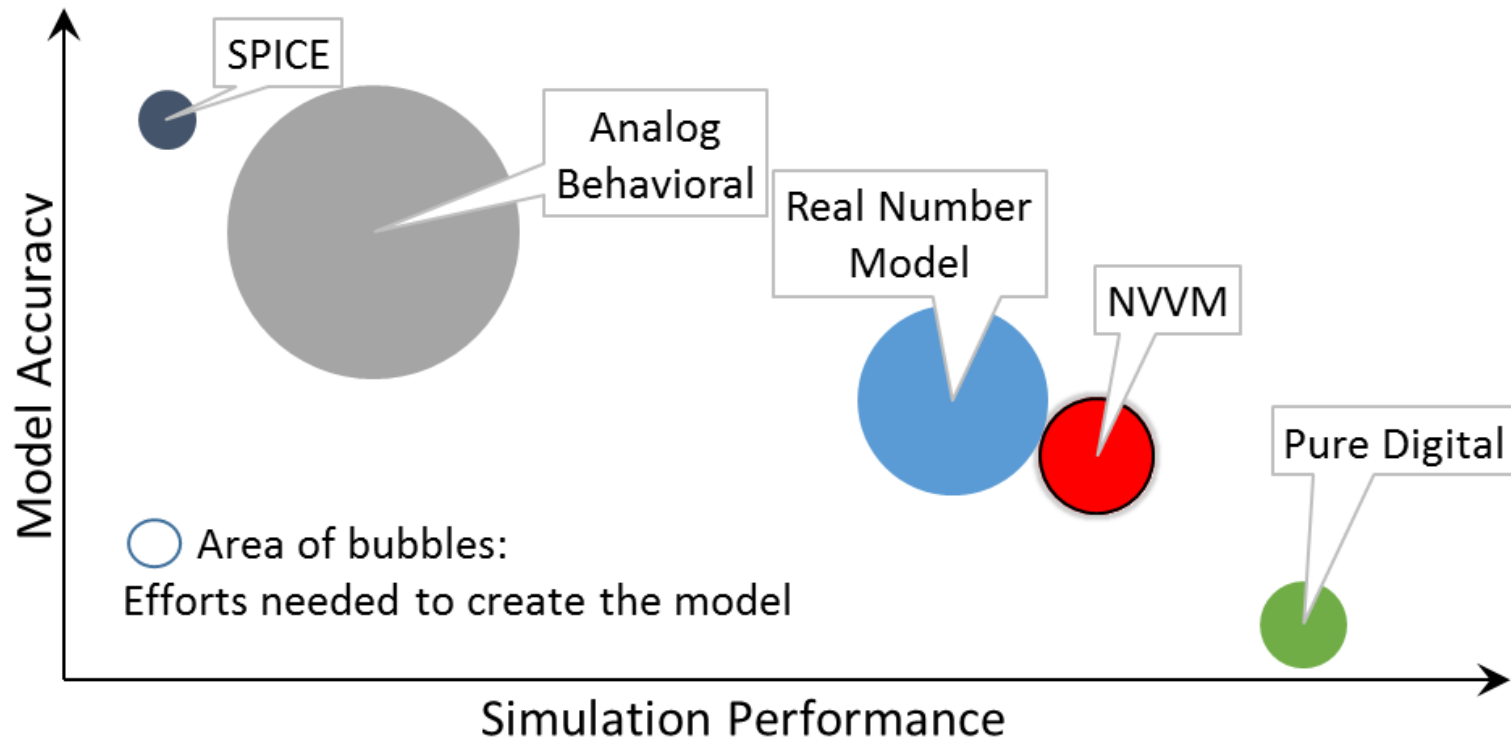 SPICE
Analog
Behavioral
Real Number
Model
NVVM
Pure Digital
Model Accuracy
Area of bubbles:
Efforts needed to create the model
Simulation Performance